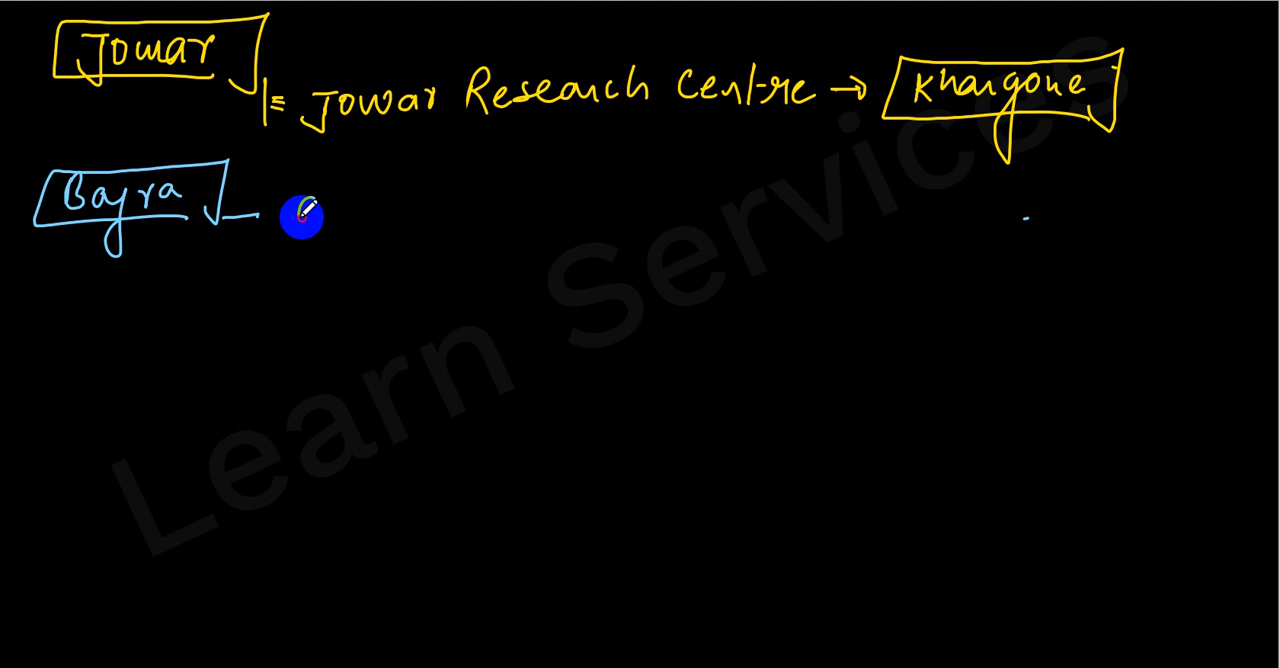 Jowar
= Jowar Research Centre → Khargone
Bajra
Learn Services